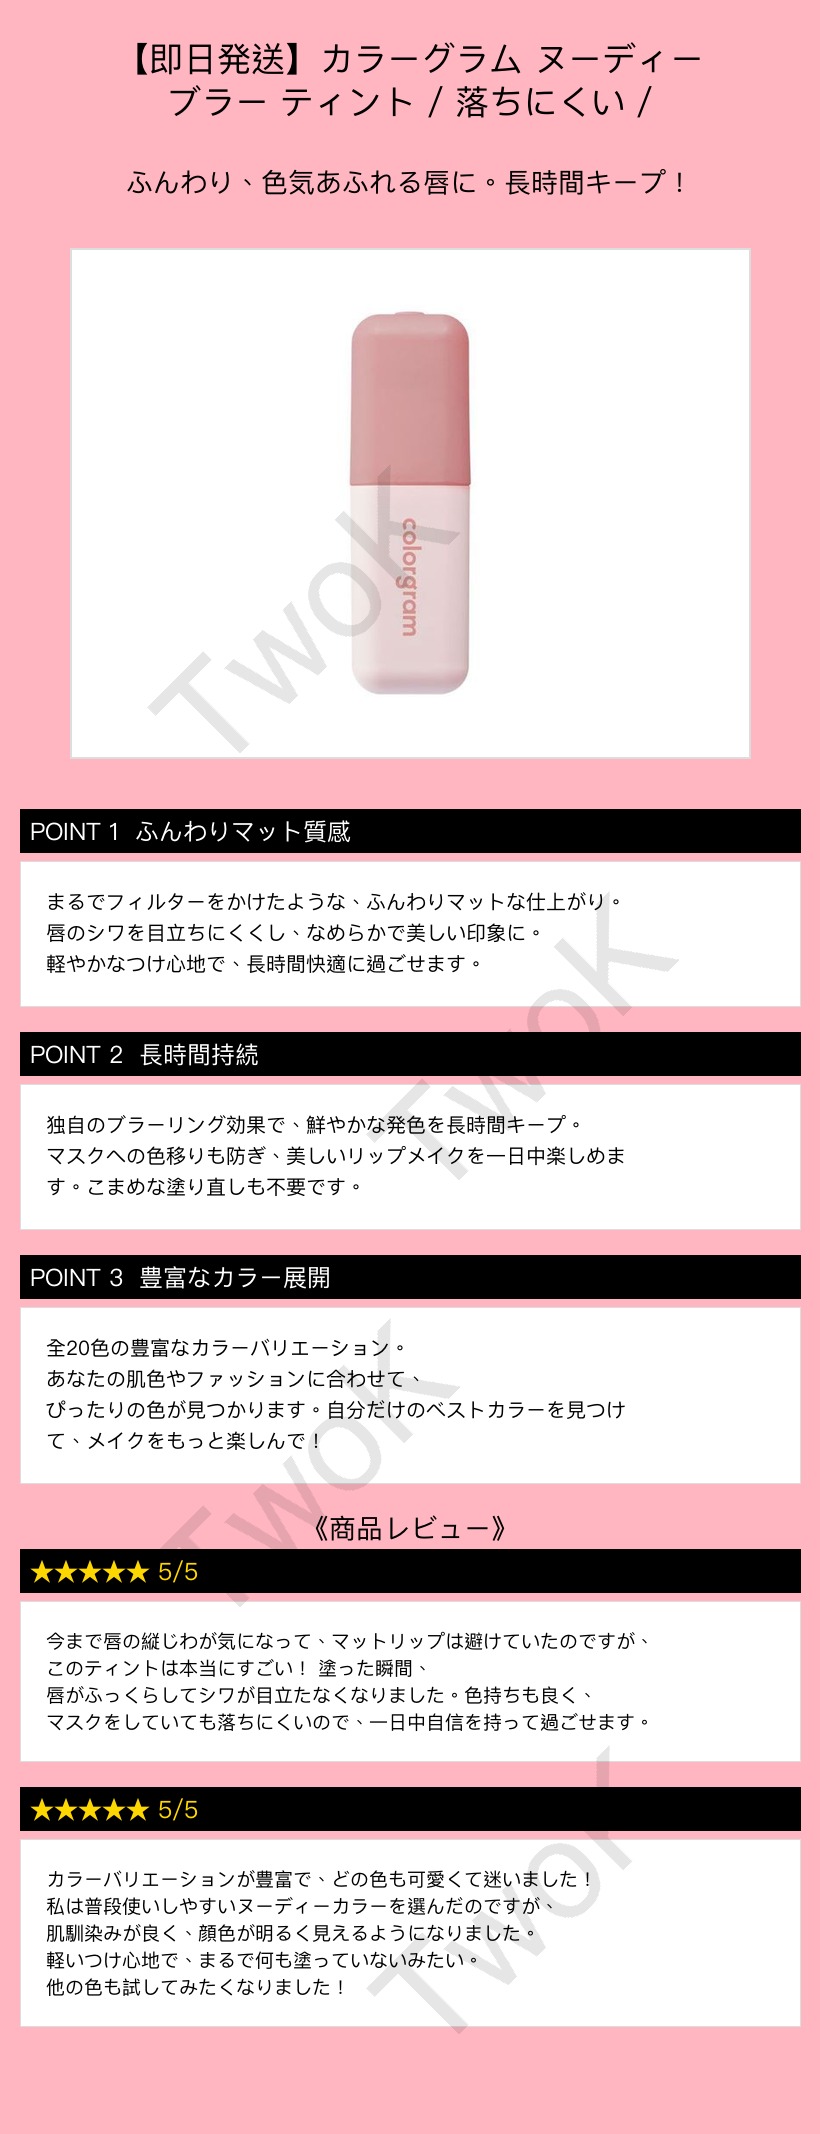 【即日発送】カラーグラム ヌーディー
ブラー ティント / 落ちにくい /
ふんわり、色気あふれる唇に。長時間キープ！
colorgram
TwoK
POINT 1 ふんわりマット質感
まるでフィルターをかけたような、ふんわりマットな仕上がり。
唇のシワを目立ちにくくし、なめらかで美しい印象に。
軽やかなつけ心地で、長時間快適に過ごせます。
TwoK
POINT 2 長時間持続
独自のブラーリング効果で、鮮やかな発色を長時間キープ。
マスクへの色移りも防ぎ、美しいリップメイクを一日中楽しめま
す。こまめな塗り直しも不要です。
POINT 3 豊富なカラー展開
全20色の豊富なカラーバリエーション。
あなたの肌色やファッションに合わせて、
ぴったりの色が見つかります。自分だけのベストカラーを見つけ
て、メイクをもっと楽しんで！
TwoK
《商品レビュー》
★★★★★ 5/5
今まで唇の縦じわが気になって、マットリップは避けていたのですが、
このティントは本当にすごい！ 塗った瞬間、
唇がふっくらしてシワが目立たなくなりました。色持ちも良く、
マスクをしていても落ちにくいので、一日中自信を持って過ごせます。
★★★★★ 5/5
カラーバリエーションが豊富で、どの色も可愛くて迷いました！
私は普段使いしやすいヌーディーカラーを選んだのですが、
肌馴染みが良く、顔色が明るく見えるようになりました。
軽いつけ心地で、まるで何も塗っていないみたい。
他の色も試してみたくなりました！
TwoK